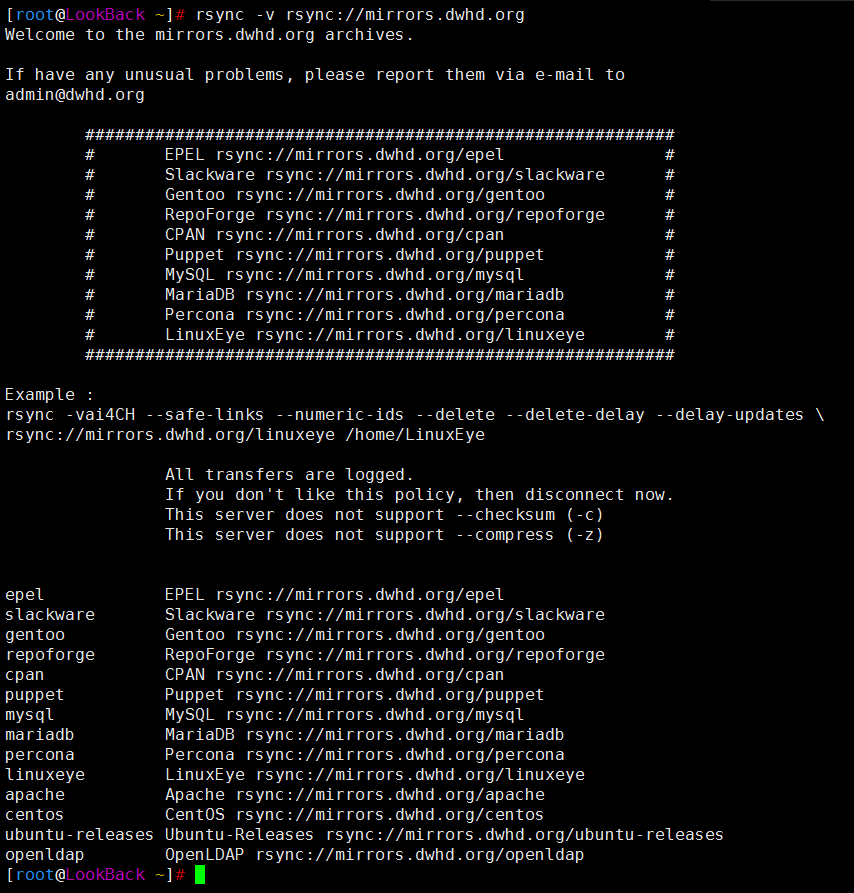 [root@LookBack ~]# rsync -v rsync://mirrors.dwhd.org
Welcome to the mirrors.dwhd.org archives.
If have any unusual problems, please report them via e-mail to
admin@dwhd.org
###########################################################
# EPEL rsync://mirrors.dwhd.org/epel #
# Slackware rsync://mirrors.dwhd.org/slackware #
# Gentoo rsync://mirrors.dwhd.org/gentoo #
# RepoForge rsync://mirrors.dwhd.org/repoforge #
# CPAN rsync://mirrors.dwhd.org/cpan #
# Puppet rsync://mirrors.dwhd.org/puppet #
# MySQL rsync://mirrors.dwhd.org/mysql #
# MariaDB rsync://mirrors.dwhd.org/mariadb #
# Percona rsync://mirrors.dwhd.org/percona #
# LinuxEye rsync://mirrors.dwhd.org/linuxeye #
###########################################################
Example :
rsync -vai4CH --safe-links --numeric-ids --delete --delete-delay --delay-updates \
rsync://mirrors.dwhd.org/linuxeye /home/LinuxEye
All transfers are logged.
If you don't like this policy, then disconnect now.
This server does not support --checksum (-c)
This server does not support --compress (-z)
epel EPEL rsync://mirrors.dwhd.org/epel
slackware Slackware rsync://mirrors.dwhd.org/slackware
gentoo Gentoo rsync://mirrors.dwhd.org/gentoo
repoforge RepoForge rsync://mirrors.dwhd.org/repoforge
cpan CPAN rsync://mirrors.dwhd.org/cpan
puppet Puppet rsync://mirrors.dwhd.org/puppet
mysql MySQL rsync://mirrors.dwhd.org/mysql
mariadb MariaDB rsync://mirrors.dwhd.org/mariadb
percona Percona rsync://mirrors.dwhd.org/percona
linuxeye LinuxEye rsync://mirrors.dwhd.org/linuxeye
apache Apache rsync://mirrors.dwhd.org/apache
centos CentOS rsync://mirrors.dwhd.org/centos
ubuntu-releases Ubuntu-Releases rsync://mirrors.dwhd.org/ubuntu-releases
openldap OpenLDAP rsync://mirrors.dwhd.org/openldap
[root@LookBack ~]#